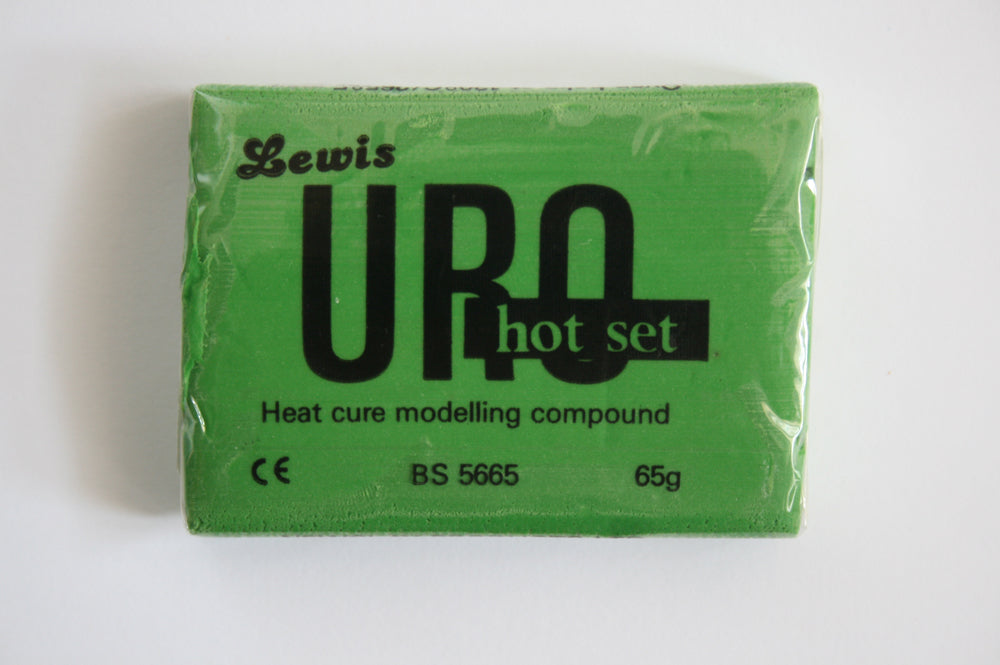 Lewis
URO
hot set
Heat cure modelling compound
CE
BS 5665
65g